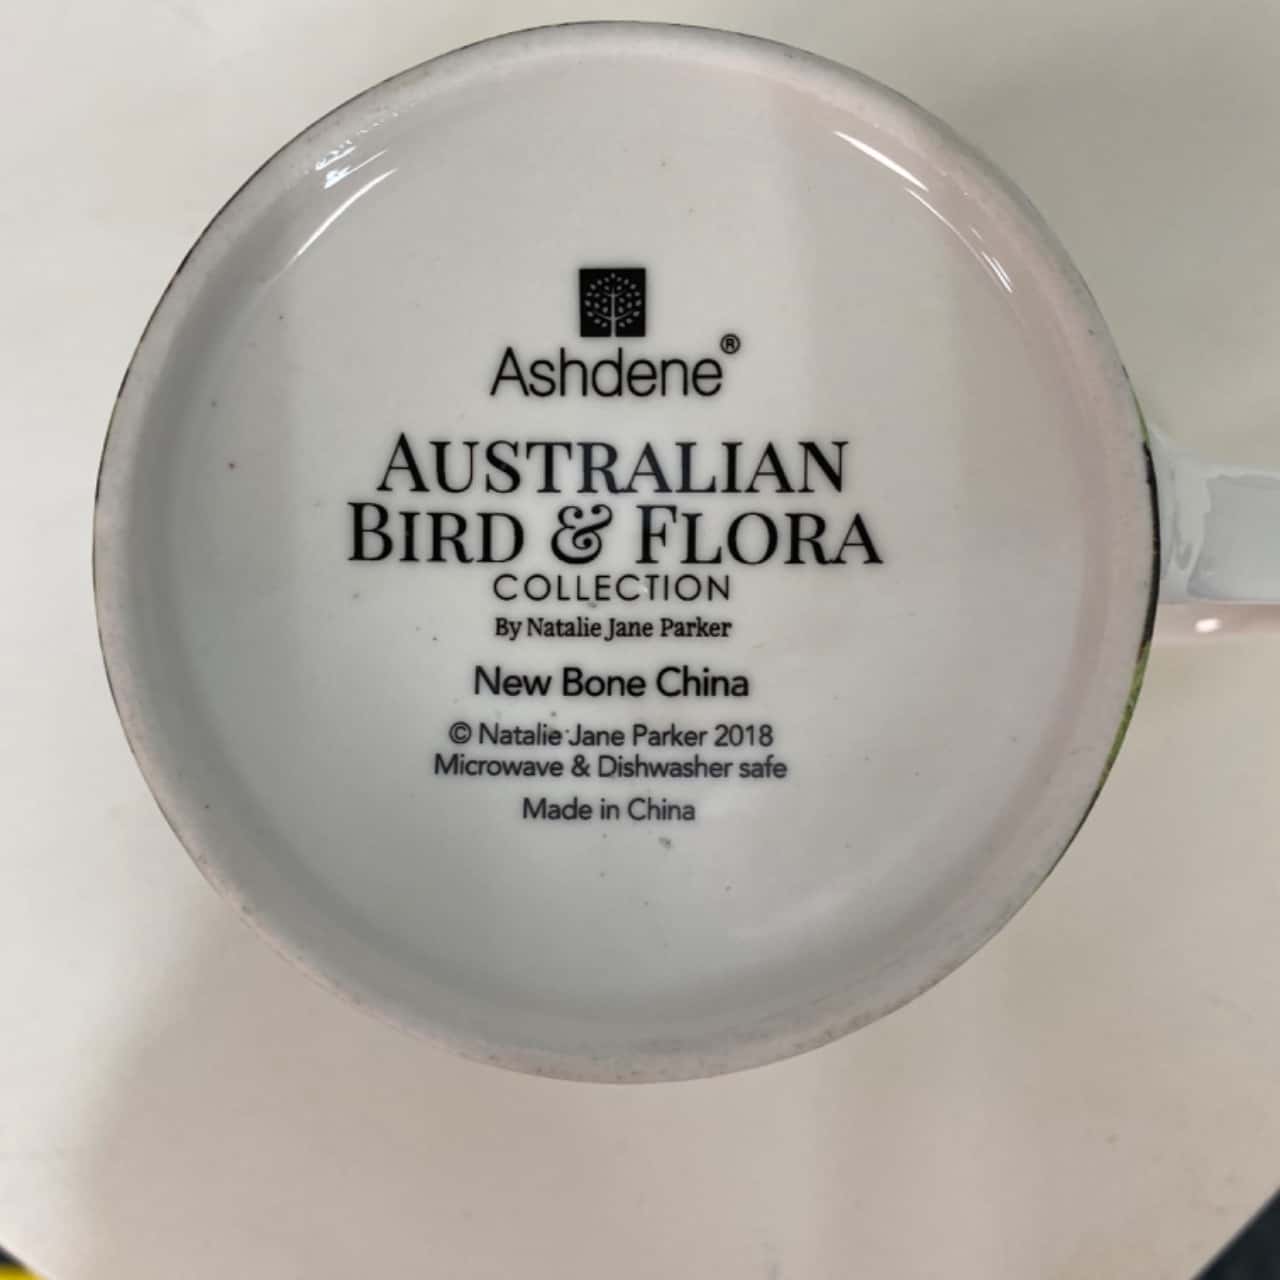 Ashdene®
AUSTRALIAN
BIRD & FLORA
COLLECTION
By Natalie Jane Parker
New Bone China
© Natalie Jane Parker 2018
Microwave & Dishwasher safe
Made in China